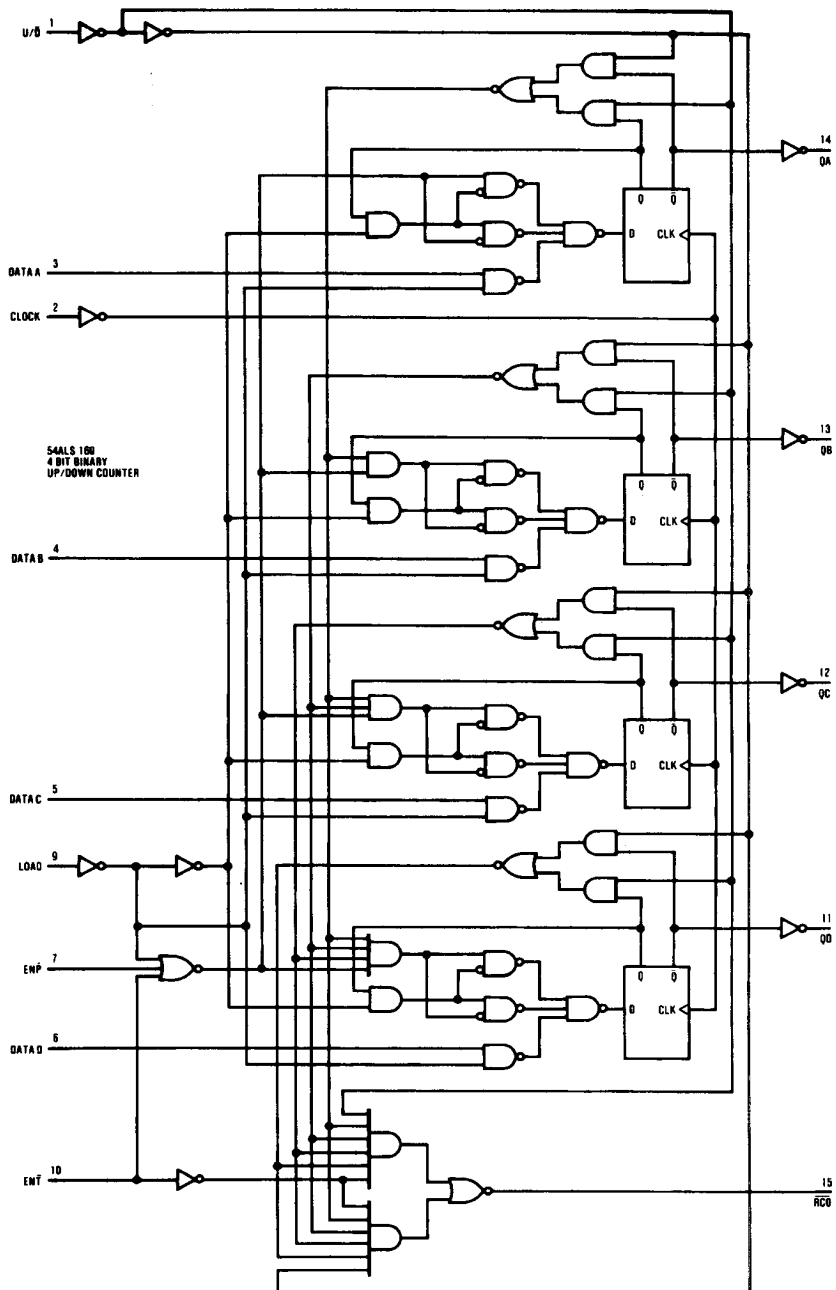 1
U/D̄
14
QA
Q Q̄
D CLK
3
DATA A
2
CLOCK
13
QB
54ALS 169
4 BIT BINARY
UP/DOWN COUNTER
Q Q̄
D CLK
4
DATA B
12
QC
Q Q̄
D CLK
5
DATA C
9
LOAD
11
QD
7
ENP̄
Q Q̄
D CLK
6
DATA D
10
ENT̄
15
R̄C̄Ō